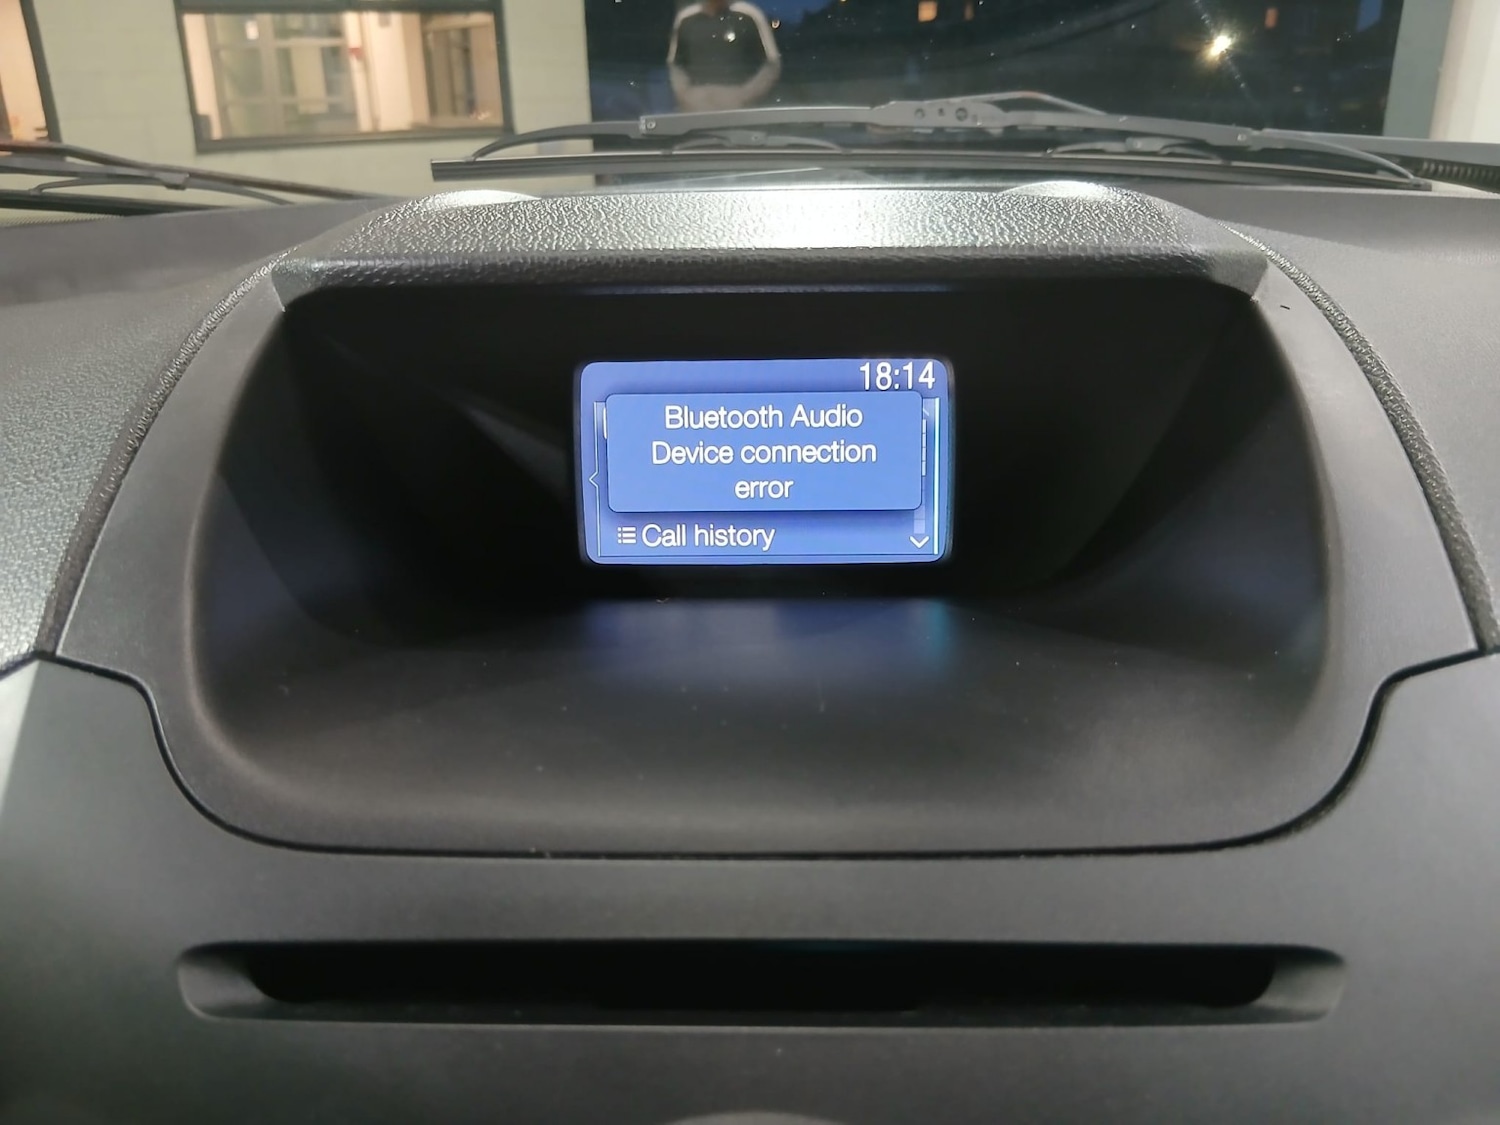 18:14
Bluetooth Audio
Device connection
error
Call history